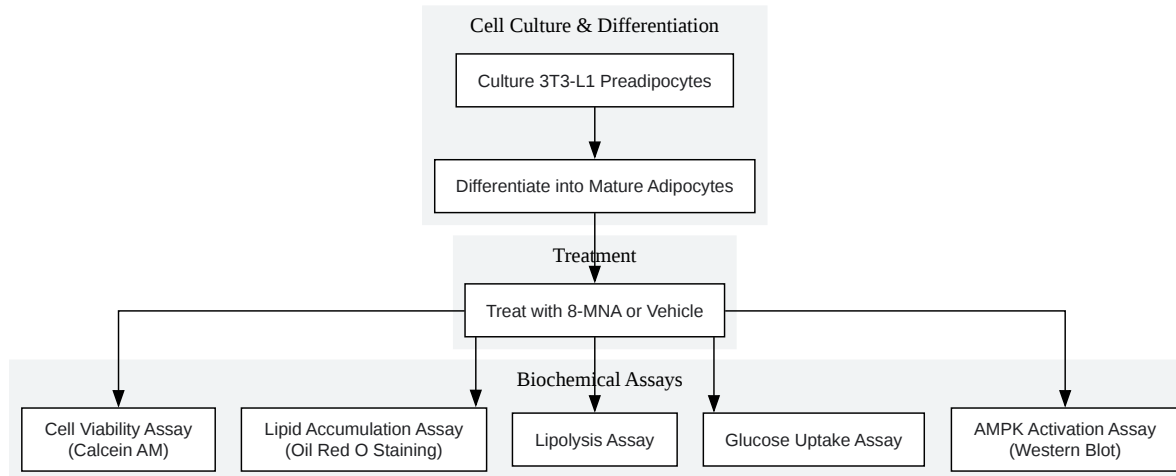 Cell Culture & Differentiation
Culture 3T3-L1 Preadipocytes
Differentiate into Mature Adipocytes
Treatment
Treat with 8-MNA or Vehicle
Biochemical Assays
Cell Viability Assay
(Calcein AM)
Lipid Accumulation Assay
(Oil Red O Staining)
Lipolysis Assay
Glucose Uptake Assay
AMPK Activation Assay
(Western Blot)